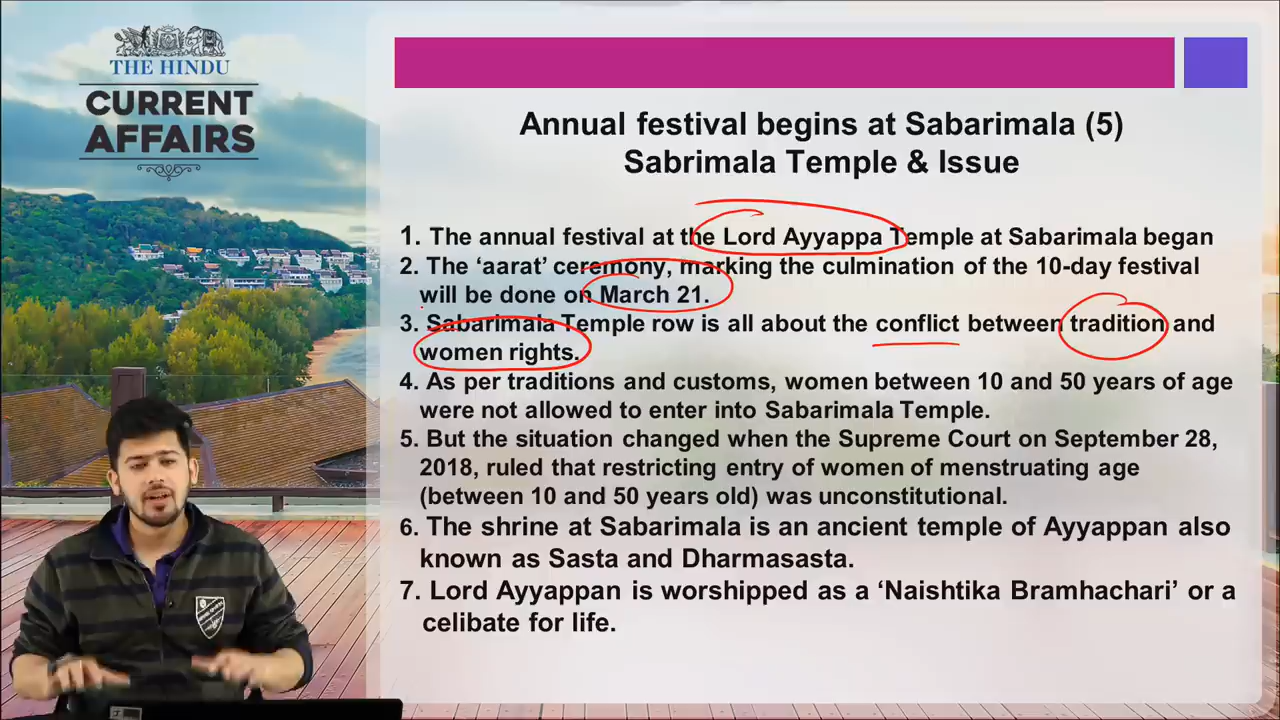 THE HINDU
CURRENT
AFFAIRS
Annual festival begins at Sabarimala (5)
Sabrimala Temple & Issue
1. The annual festival at the Lord Ayyappa Temple at Sabarimala began
2. The ‘aarat’ ceremony, marking the culmination of the 10-day festival
will be done on March 21.
3. Sabarimala Temple row is all about the conflict between tradition and
women rights.
4. As per traditions and customs, women between 10 and 50 years of age
were not allowed to enter into Sabarimala Temple.
5. But the situation changed when the Supreme Court on September 28,
2018, ruled that restricting entry of women of menstruating age
(between 10 and 50 years old) was unconstitutional.
6. The shrine at Sabarimala is an ancient temple of Ayyappan also
known as Sasta and Dharmasasta.
7. Lord Ayyappan is worshipped as a ‘Naishtika Bramhachari’ or a
celibate for life.